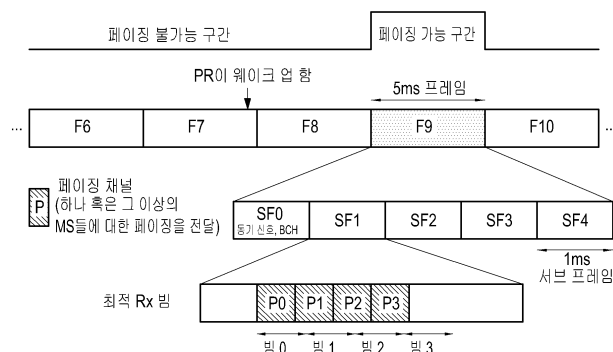 페이징 불가능 구간
페이징 가능 구간
PR이 웨이크 업 함
5ms 프레임
...
F6
F7
F8
F9
F10
...
P
페이징 채널
(하나 혹은 그 이상의
MS들에 대한 페이징을 전달)
SF0
동기 신호, BCH
SF1
SF2
SF3
SF4
1ms
서브 프레임
최적 Rx 빔
P0
P1
P2
P3
빔 0
빔 1
빔 2
빔 3